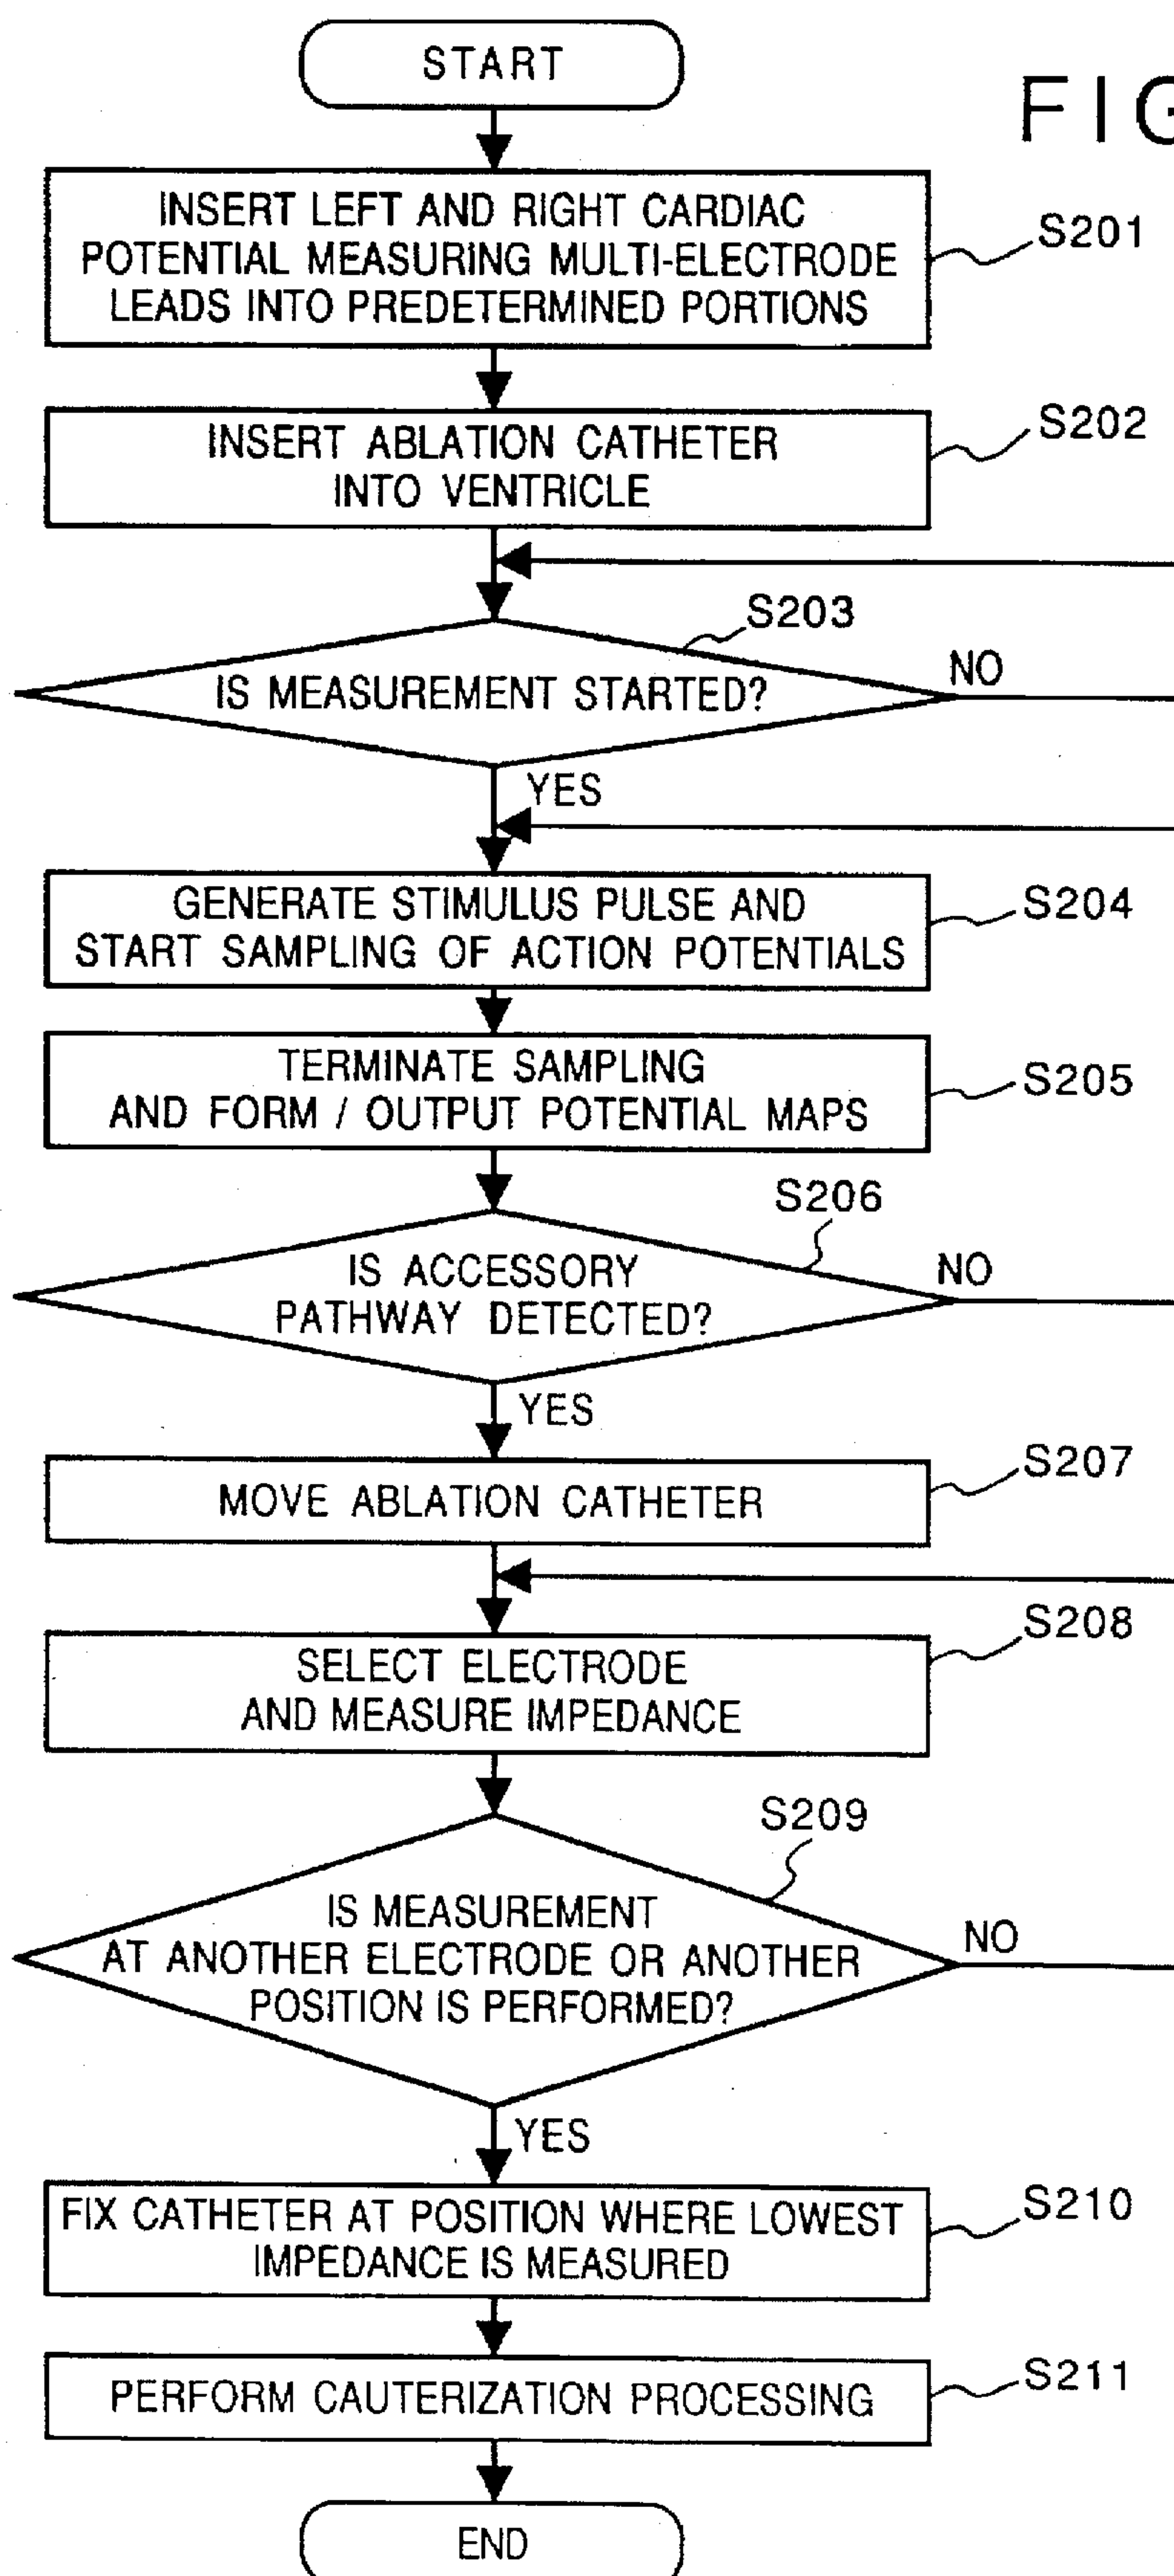 START
FIG
INSERT LEFT AND RIGHT CARDIAC
POTENTIAL MEASURING MULTI-ELECTRODE
LEADS INTO PREDETERMINED PORTIONS
S201
INSERT ABLATION CATHETER
INTO VENTRICLE
S202
S203
IS MEASUREMENT STARTED?
NO
YES
GENERATE STIMULUS PULSE AND
START SAMPLING OF ACTION POTENTIALS
S204
TERMINATE SAMPLING
AND FORM / OUTPUT POTENTIAL MAPS
S205
S206
IS ACCESSORY
PATHWAY DETECTED?
NO
YES
MOVE ABLATION CATHETER
S207
SELECT ELECTRODE
AND MEASURE IMPEDANCE
S208
S209
IS MEASUREMENT
AT ANOTHER ELECTRODE OR ANOTHER
POSITION IS PERFORMED?
NO
YES
FIX CATHETER AT POSITION WHERE LOWEST
IMPEDANCE IS MEASURED
S210
PERFORM CAUTERIZATION PROCESSING
S211
END